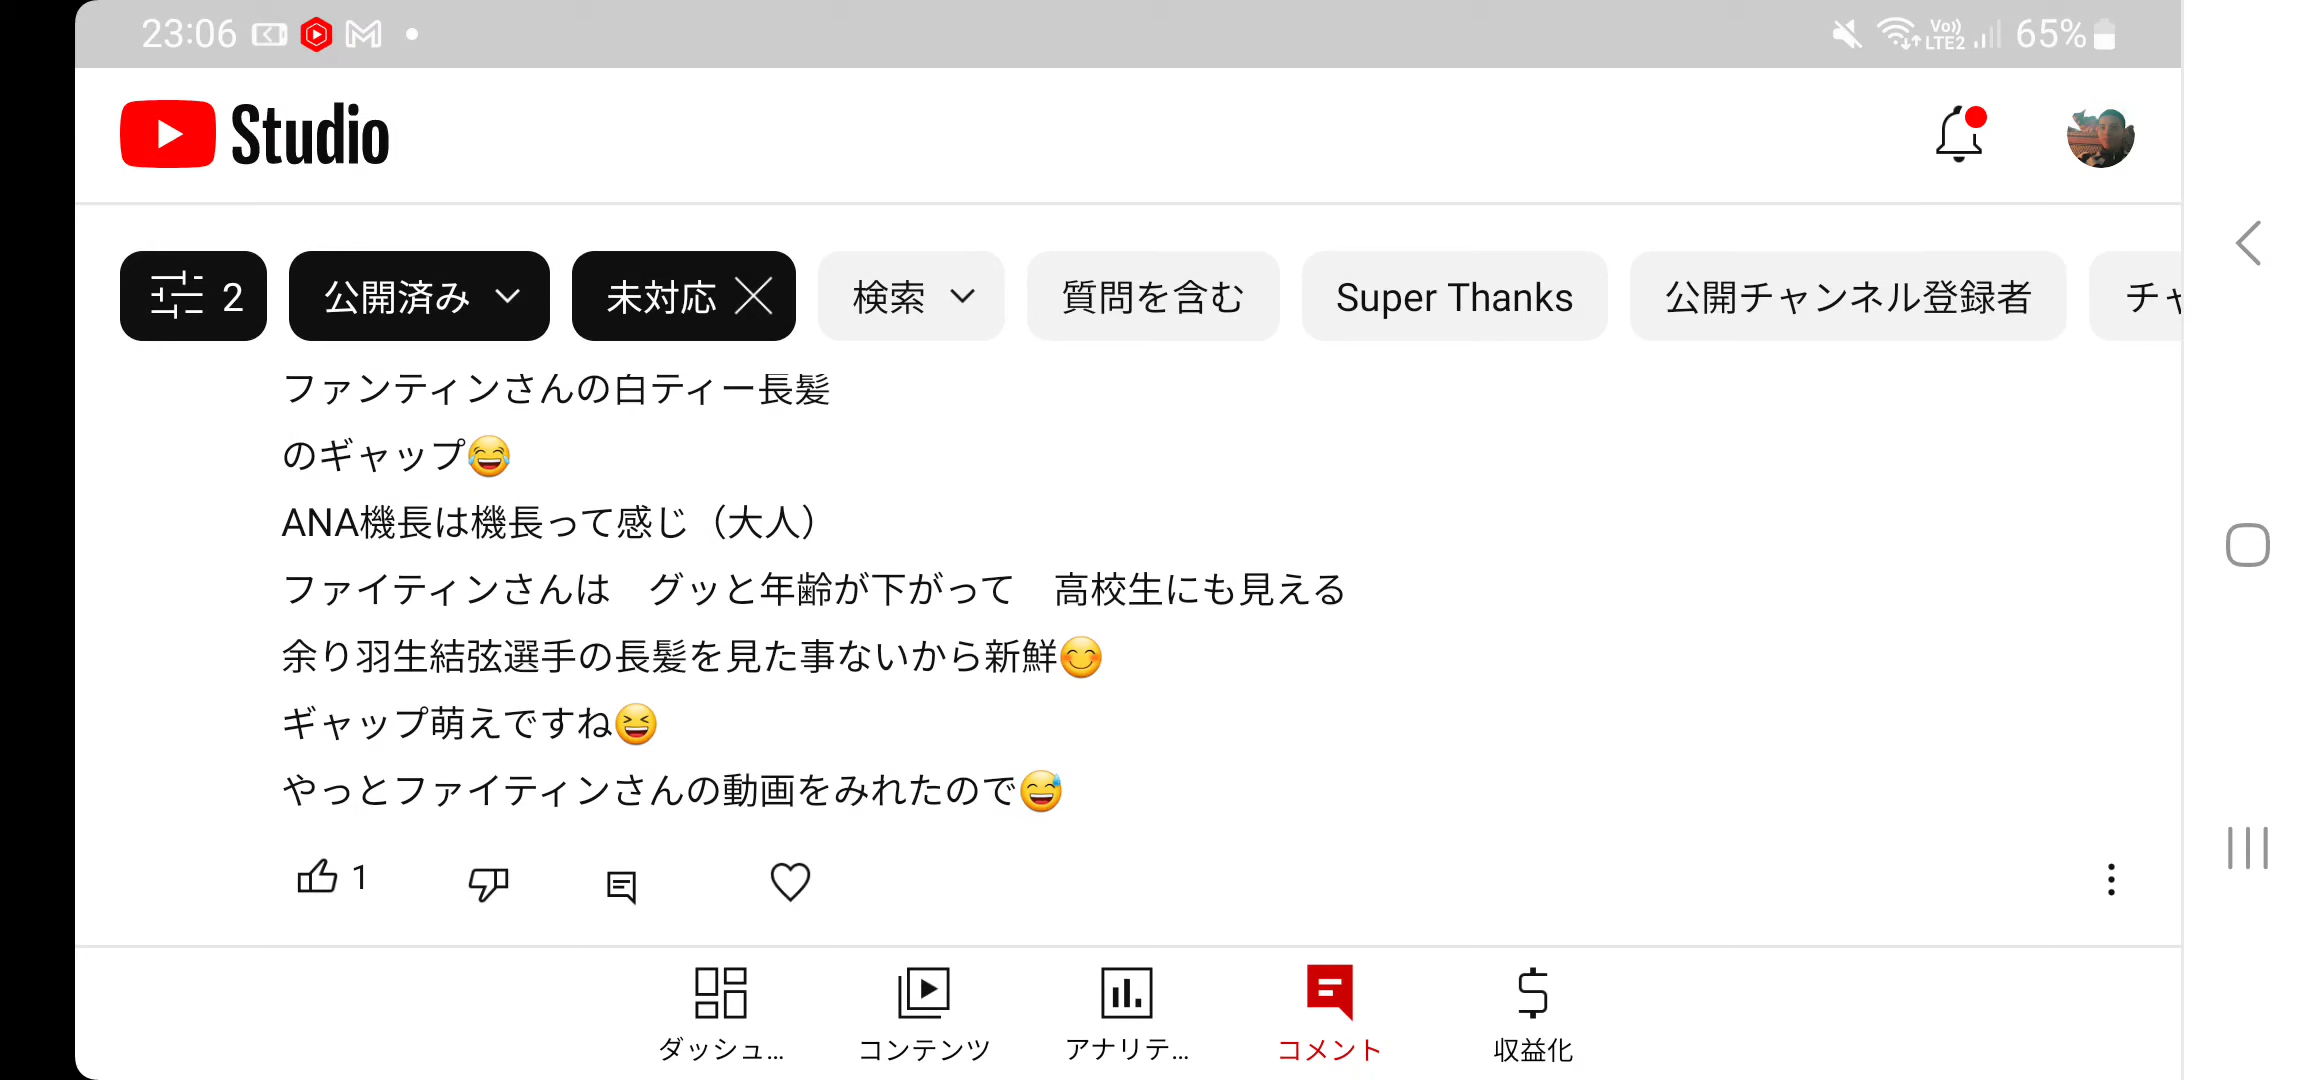 23:06
Vo)) LTE2 65%
Studio
2 公開済み 未対応 検索 質問を含む Super Thanks 公開チャンネル登録者 チャ
ファンティンさんの白ティー長髪
のギャップ😂
ANA機長は機長って感じ（大人）
ファイティンさんは　グッと年齢が下がって　高校生にも見える
余り羽生結弦選手の長髪を見た事ないから新鮮😊
ギャップ萌えですね😆
やっとファイティンさんの動画をみれたので😅
1
ダッシュ... コンテンツ アナリテ... コメント 収益化